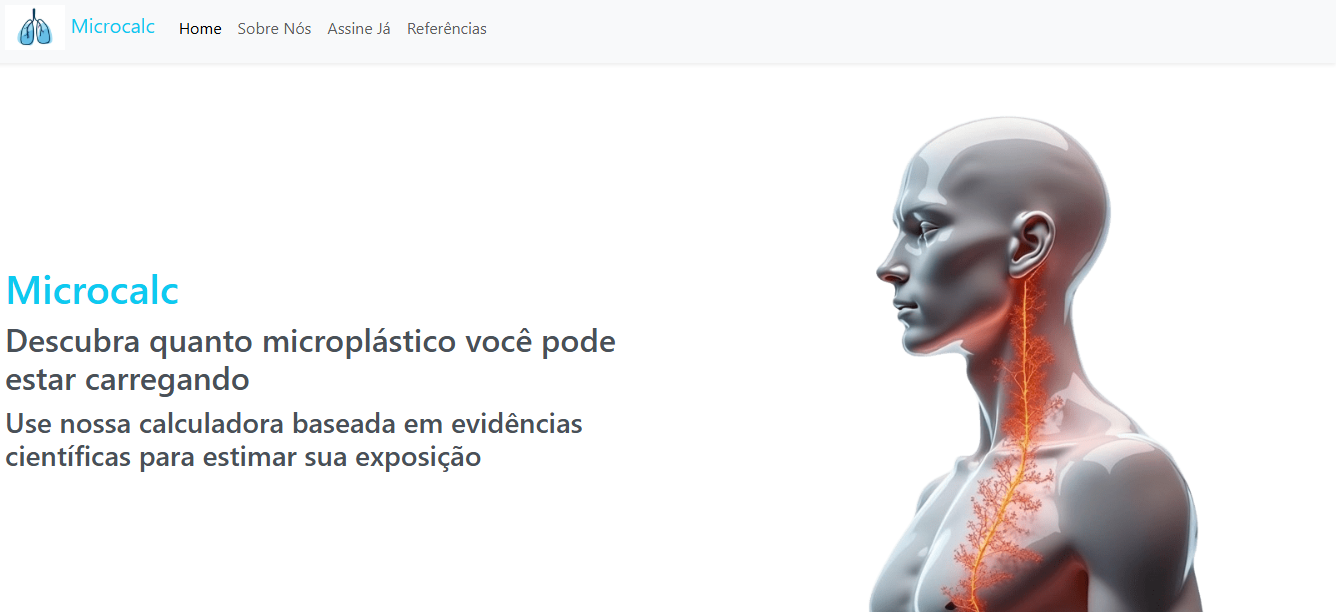 Microcalc Home Sobre Nós Assine Já Referências
Microcalc
Descubra quanto microplástico você pode
estar carregando
Use nossa calculadora baseada em evidências
científicas para estimar sua exposição